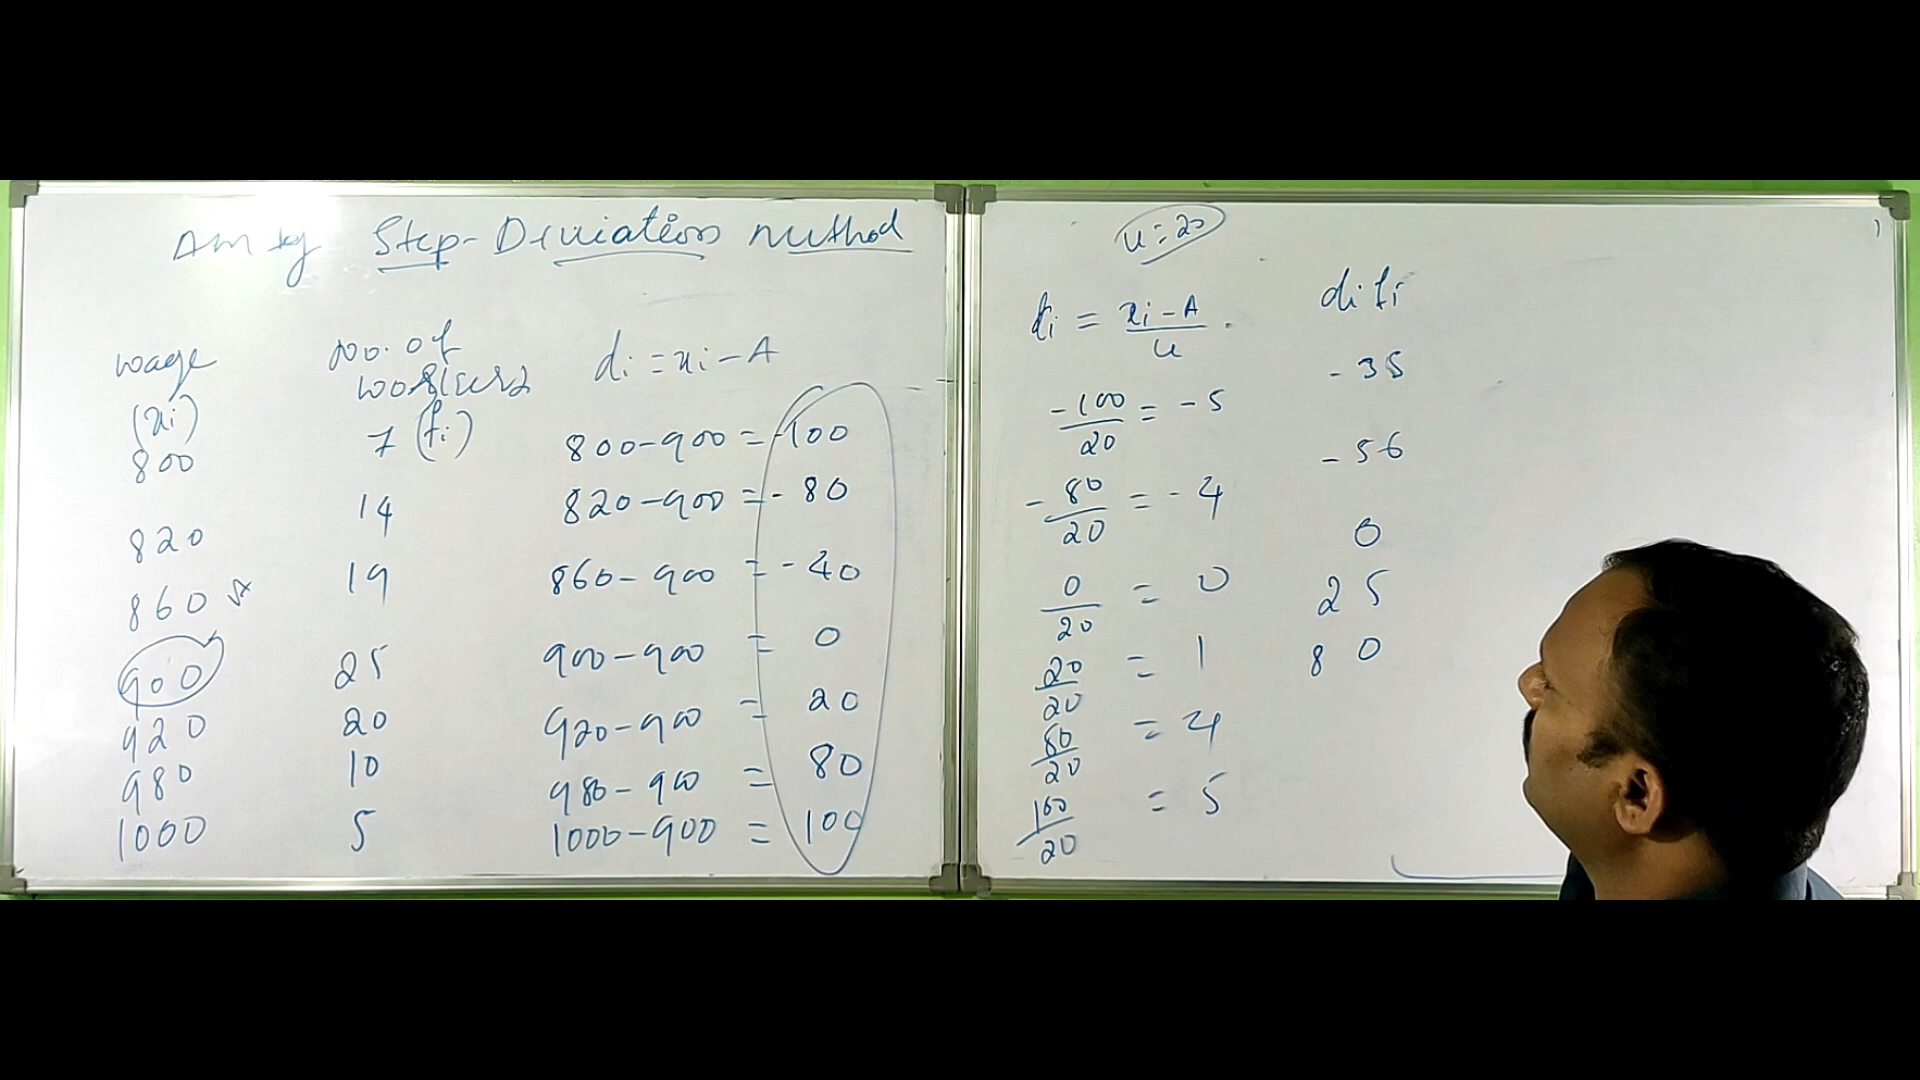 AM by Step-Deviation method
wage
(xi)
No. of
workers
(fi)
di = xi - A
800 7 800-900 = -100
820 14 820-900 = -80
860 19 860-900 = -40
900 25 900-900 = 0
920 20 920-900 = 20
980 10 980-900 = 80
1000 5 1000-900 = 100
u=20
di = xi - A / u
difi
-100/20 = -5
-35
-80/20 = -4
-56
0/20 = 0
0
20/20 = 1
25
80/20 = 4
80
100/20 = 5